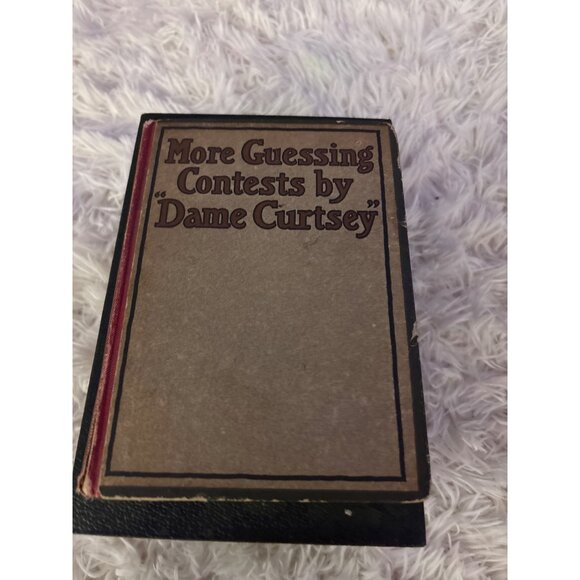 More Guessing
Contests by
"Dame Curtsey"